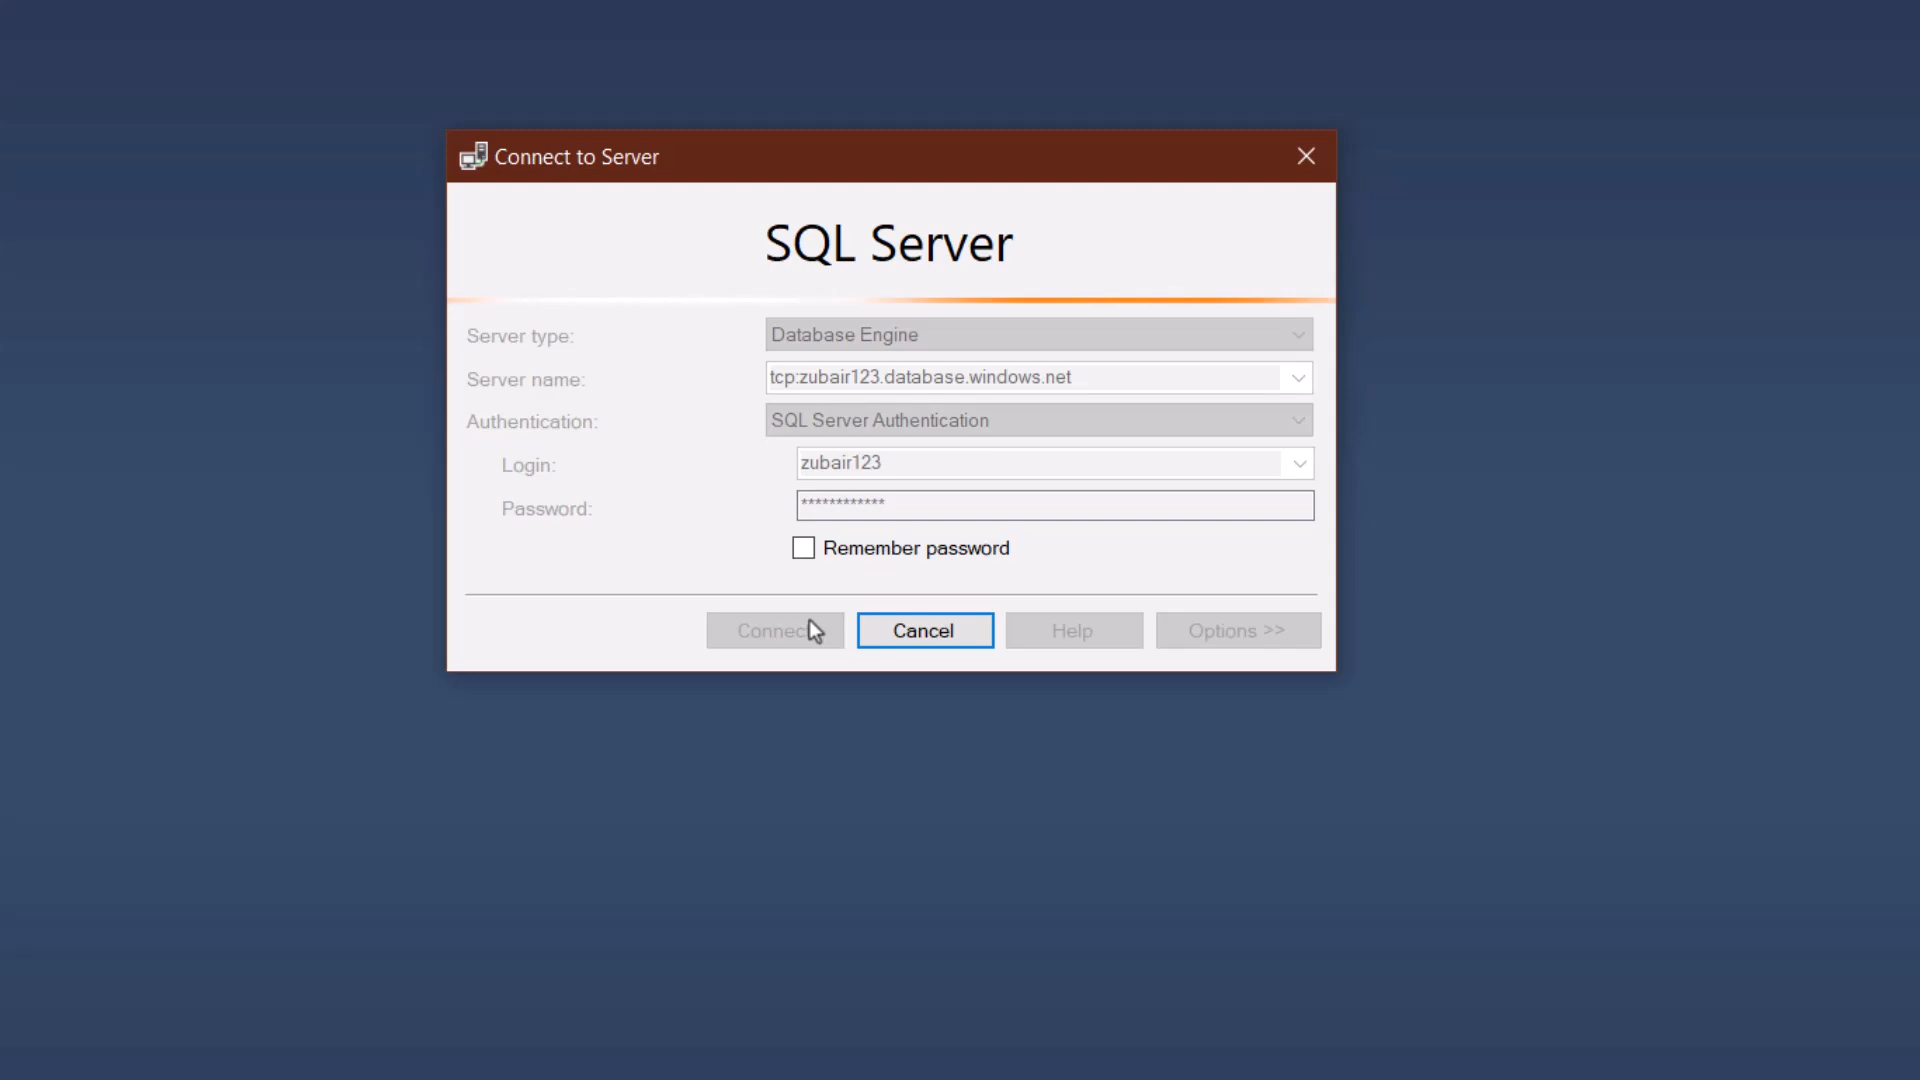 Connect to Server
SQL Server
Server type: Database Engine
Server name: tcp:zubair123.database.windows.net
Authentication: SQL Server Authentication
Login: zubair123
Password: ************
Remember password
Connect Cancel Help Options >>